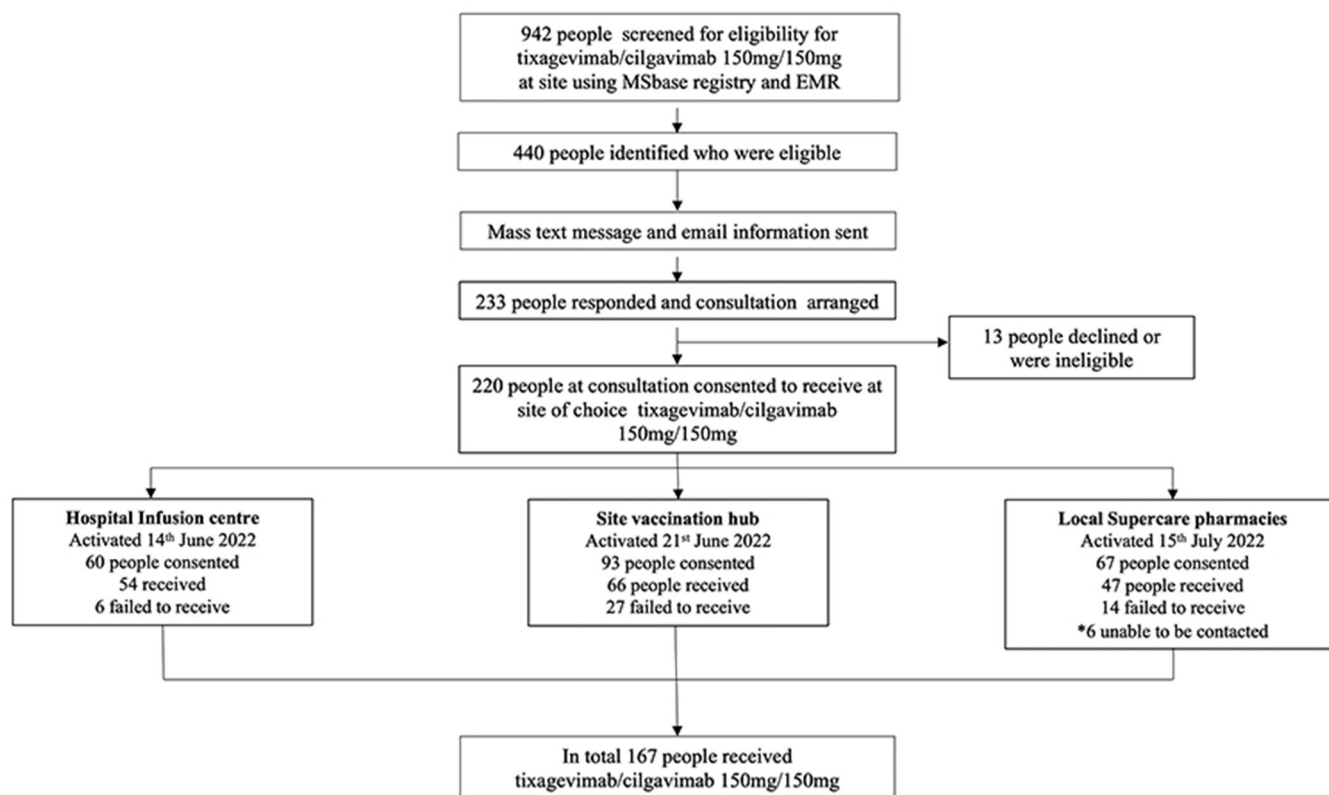 942 people screened for eligibility for
tixagevimab/cilgavimab 150mg/150mg
at site using MSbase registry and EMR
440 people identified who were eligible
Mass text message and email information sent
233 people responded and consultation arranged
13 people declined or
were ineligible
220 people at consultation consented to receive at
site of choice tixagevimab/cilgavimab
150mg/150mg
Hospital Infusion centre
Activated 14th June 2022
60 people consented
54 received
6 failed to receive
Site vaccination hub
Activated 21st June 2022
93 people consented
66 people received
27 failed to receive
Local Supercare pharmacies
Activated 15th July 2022
67 people consented
47 people received
14 failed to receive
*6 unable to be contacted
In total 167 people received
tixagevimab/cilgavimab 150mg/150mg